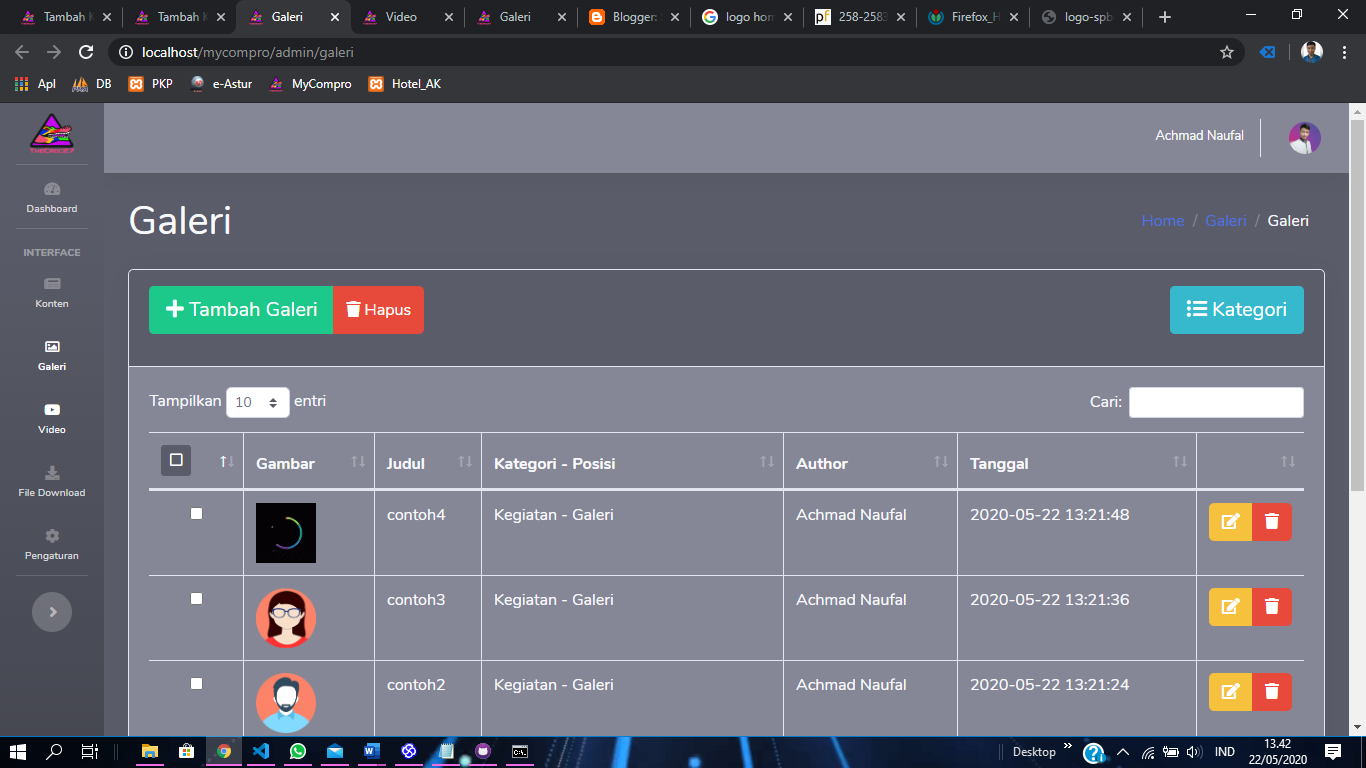 Tambah K
Tambah K
Galeri
Video
Galeri
Blogger:
logo hom
258-2583
Firefox_H
logo-spb
localhost/mycompro/admin/galeri
Apl
DB
PKP
e-Astur
MyCompro
Hotel_AK
Achmad Naufal
Dashboard
INTERFACE
Konten
Galeri
Video
File Download
Pengaturan
Galeri
Home / Galeri / Galeri
Tambah Galeri
Hapus
Kategori
Tampilkan 10 entri
Cari:
Gambar Judul Kategori - Posisi Author Tanggal
contoh4 Kegiatan - Galeri Achmad Naufal 2020-05-22 13:21:48
contoh3 Kegiatan - Galeri Achmad Naufal 2020-05-22 13:21:36
contoh2 Kegiatan - Galeri Achmad Naufal 2020-05-22 13:21:24
Desktop
IND
13.42
22/05/2020